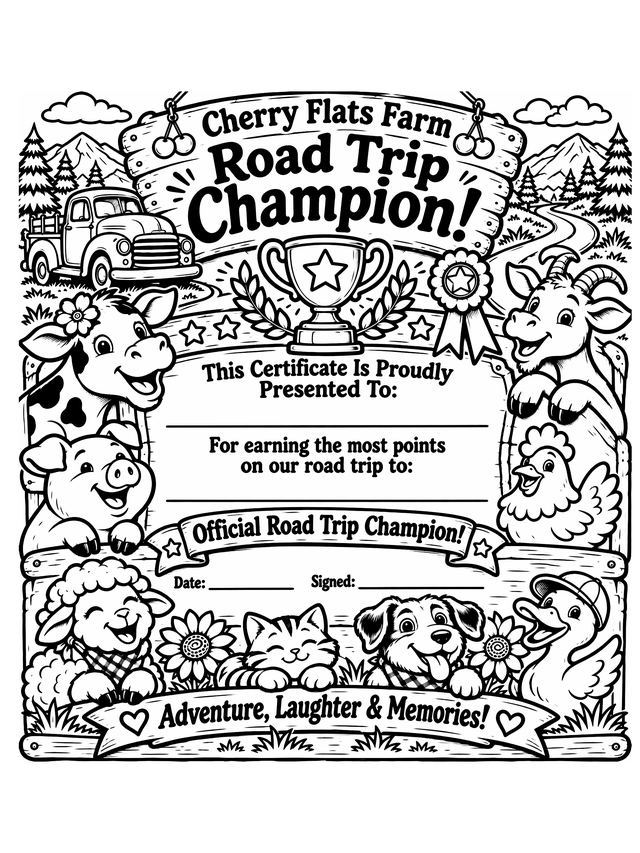 Cherry Flats Farm
Road Trip
Champion!
This Certificate Is Proudly
Presented To:
For earning the most points
on our road trip to:
Official Road Trip Champion!
Date: Signed:
Adventure, Laughter & Memories!